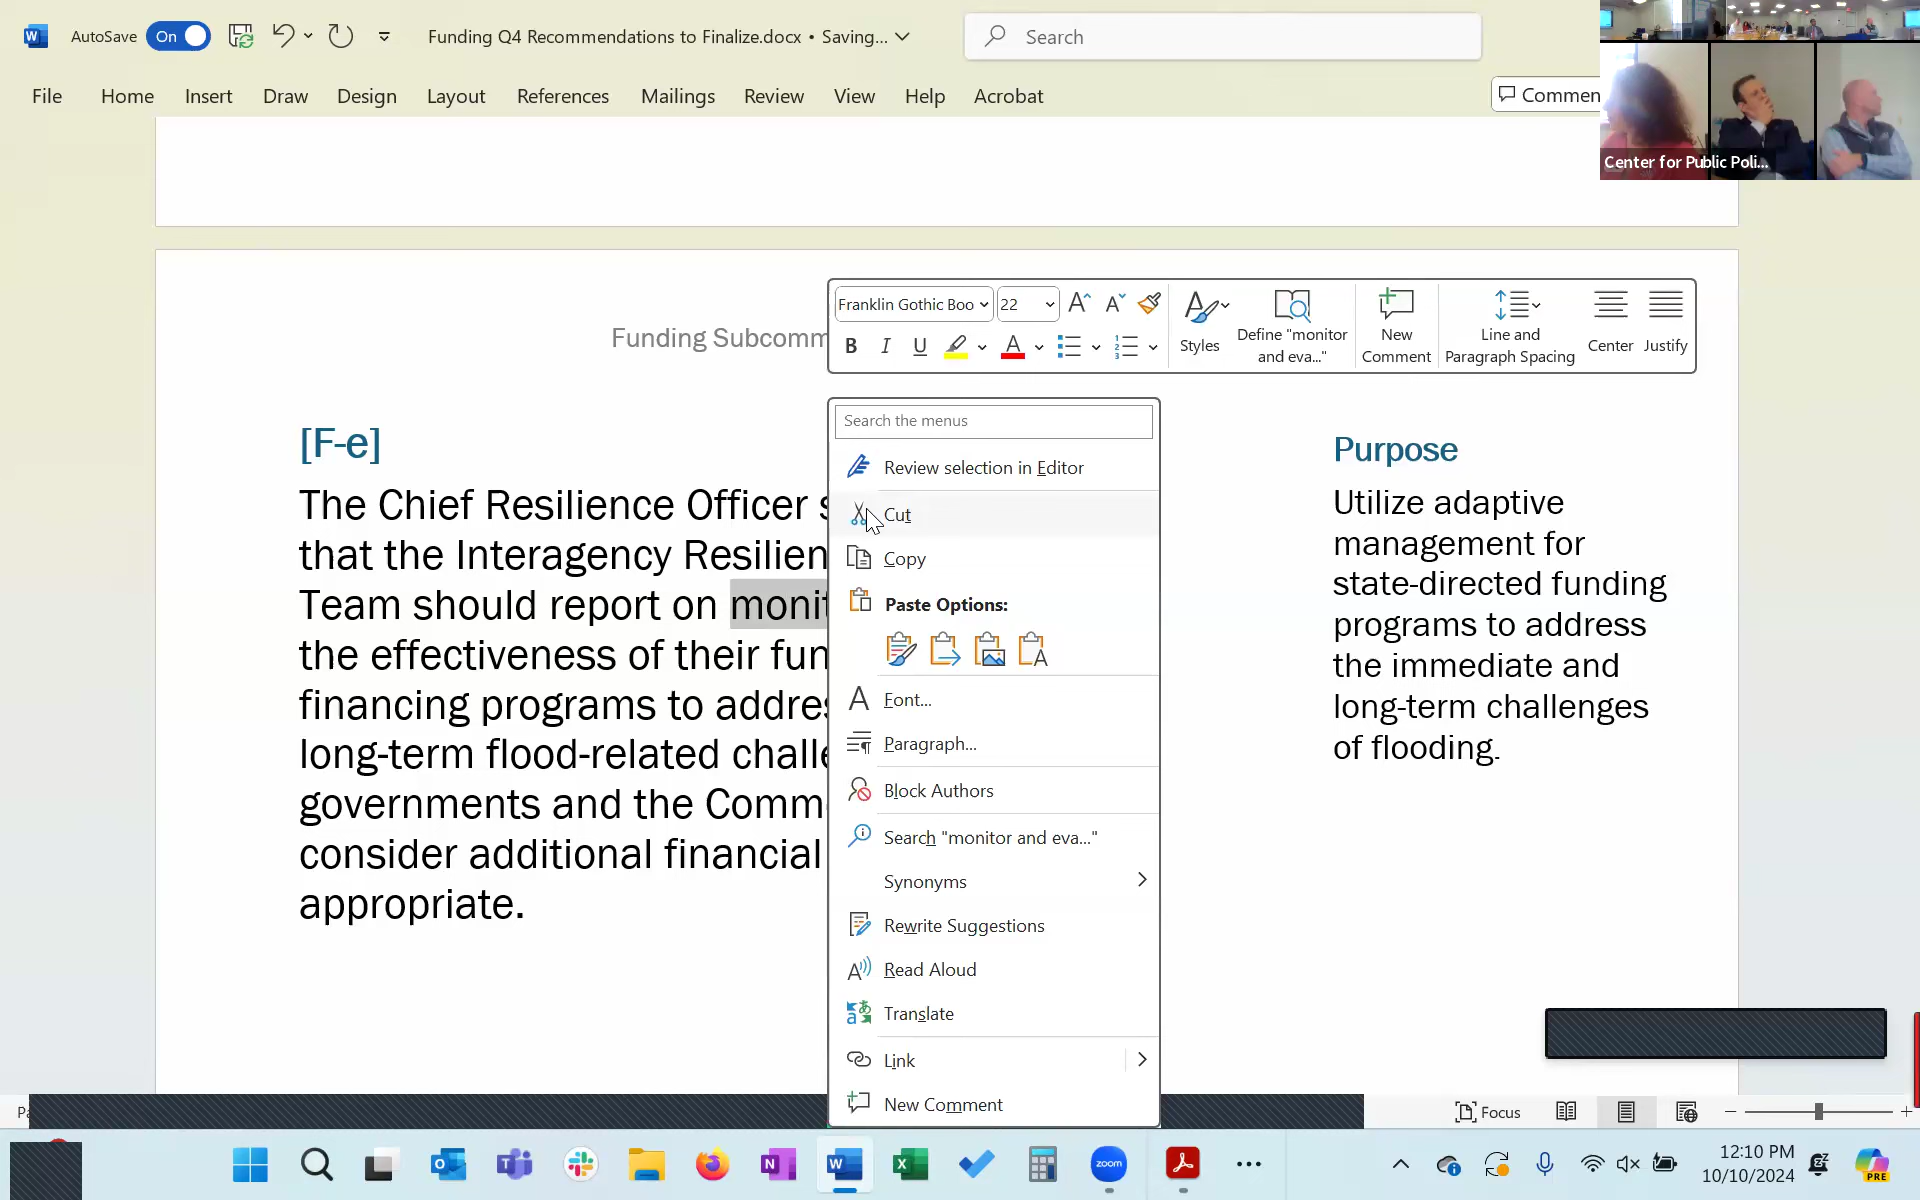 AutoSave On Funding Q4 Recommendations to Finalize.docx • Saving... Search
File Home Insert Draw Design Layout References Mailings Review View Help Acrobat Commen
Center for Public Poli...
Funding Subcomm
Franklin Gothic Boo 22
B I U A Styles
Define "monitor
and eva..."
New
Comment
Line and
Paragraph Spacing
Center Justify
[F-e]
The Chief Resilience Officer s
that the Interagency Resilien
Team should report on monit
the effectiveness of their fun
financing programs to addres
long-term flood-related challe
governments and the Comm
consider additional financial
appropriate.
Search the menus
Review selection in Editor
Cut
Copy
Paste Options:
Font...
Paragraph...
Block Authors
Search "monitor and eva..."
Synonyms
Rewrite Suggestions
Read Aloud
Translate
Link
New Comment
Purpose
Utilize adaptive
management for
state-directed funding
programs to address
the immediate and
long-term challenges
of flooding.
Focus
zoom
12:10 PM
10/10/2024
PRE